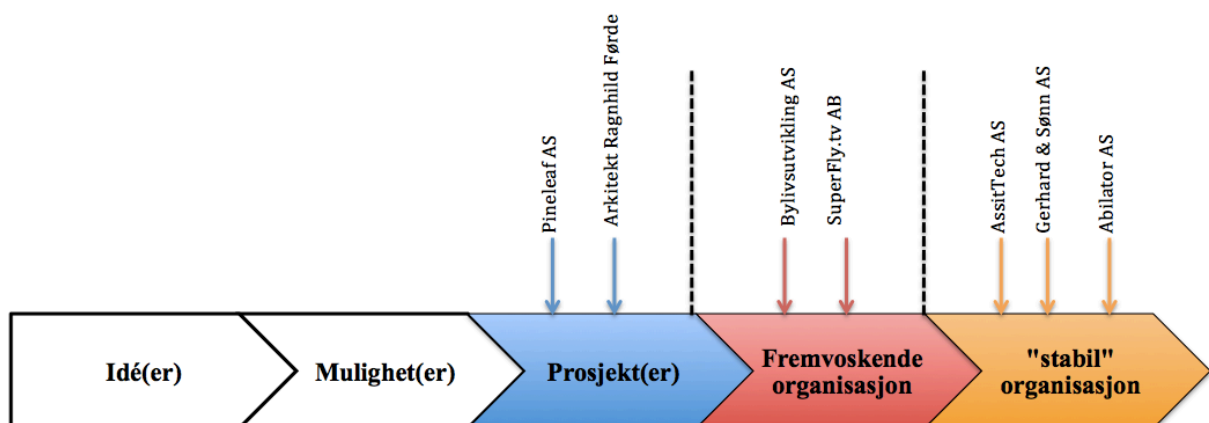 Pineleaf AS
Arkitekt Ragnhild Førde
Bylivsutvikling AS
SuperFly.tv AB
AssitTech AS
Gerhard & Sønn AS
Abilator AS
Idé(er)
Mulighet(er)
Prosjekt(er)
Fremvoskende
organisasjon
"stabil"
organisasjon